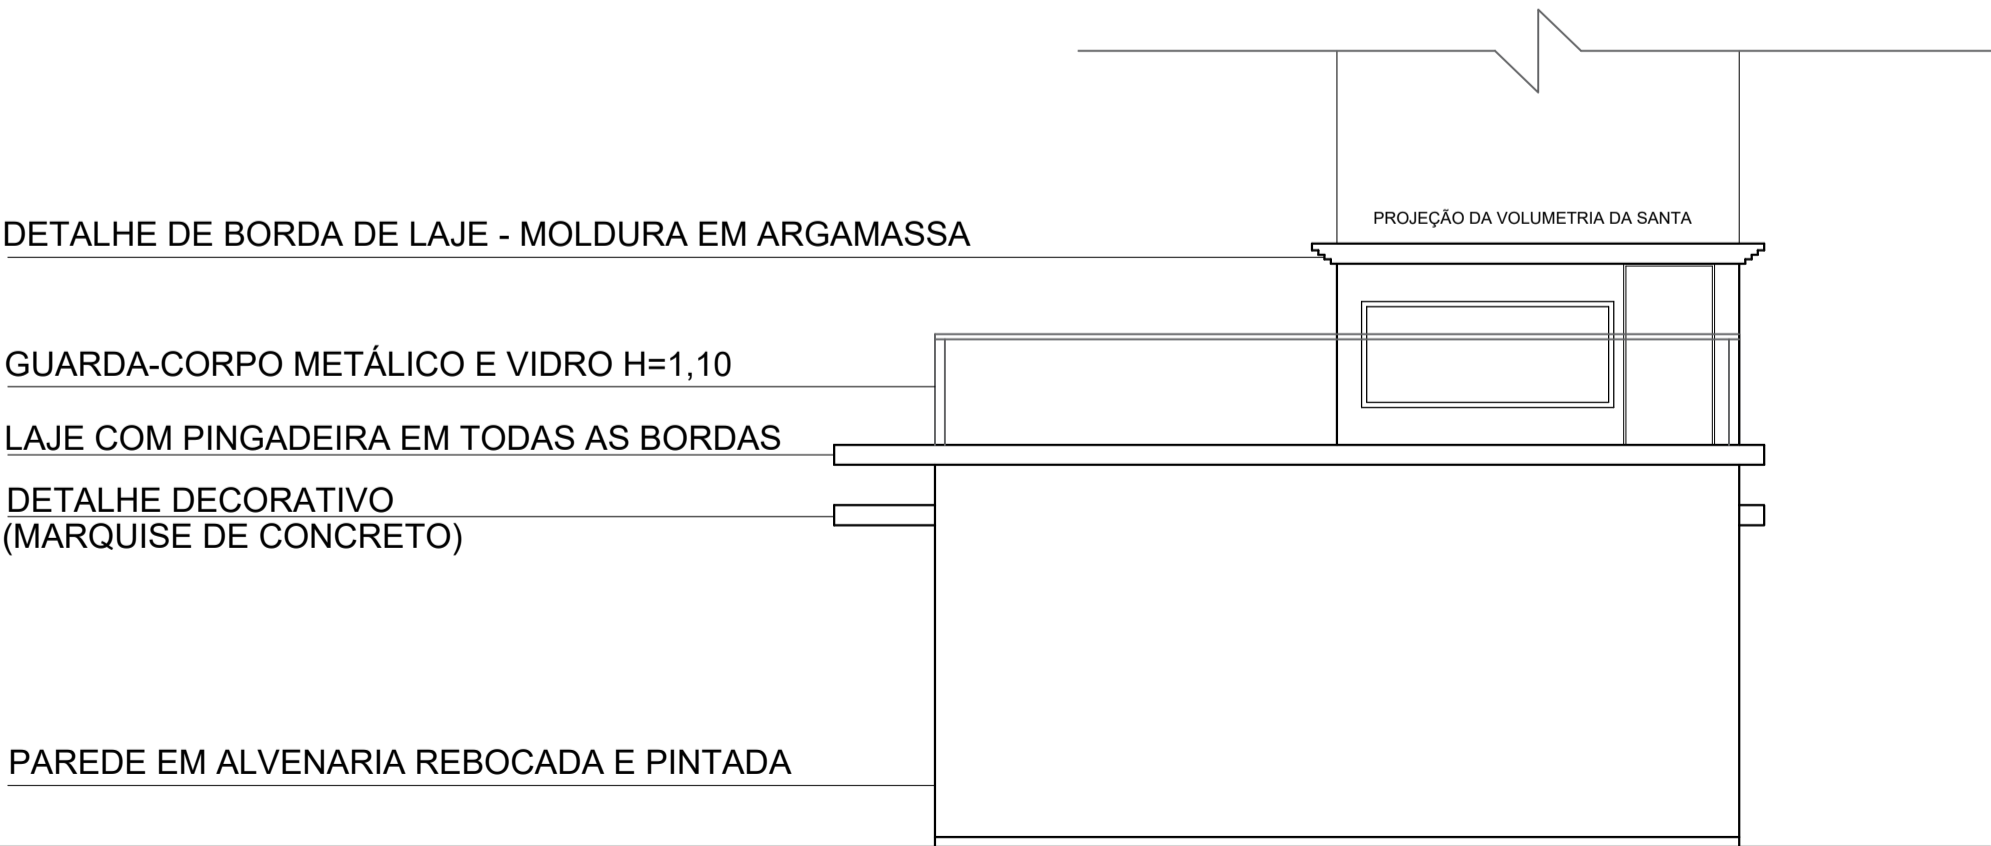 PROJEÇÃO DA VOLUMETRIA DA SANTA
DETALHE DE BORDA DE LAJE - MOLDURA EM ARGAMASSA
GUARDA-CORPO METÁLICO E VIDRO H=1,10
LAJE COM PINGADEIRA EM TODAS AS BORDAS
DETALHE DECORATIVO
(MARQUISE DE CONCRETO)
PAREDE EM ALVENARIA REBOCADA E PINTADA